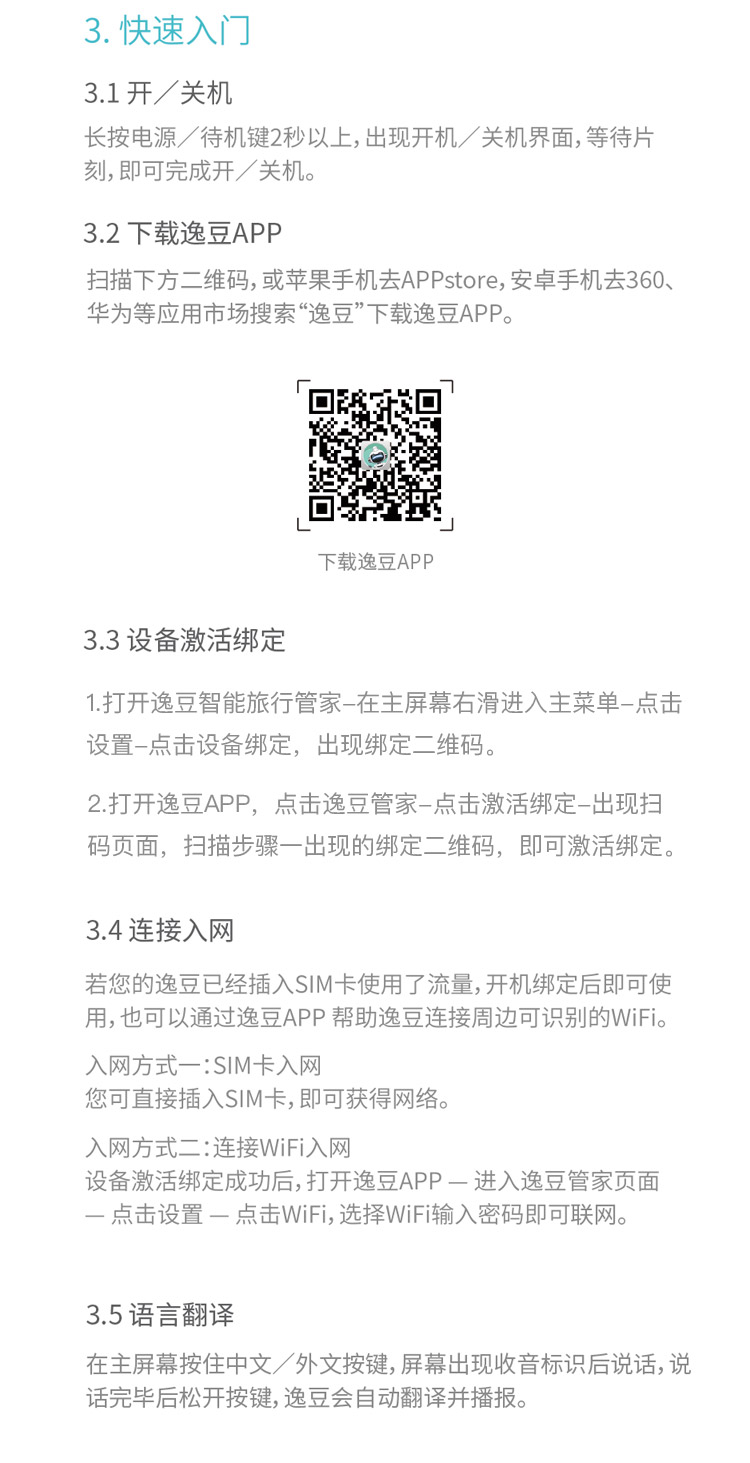 3. 快速入门
3.1 开／关机
长按电源／待机键2秒以上，出现开机／关机界面，等待片
刻，即可完成开／关机。
3.2 下载逸豆APP
扫描下方二维码，或苹果手机去APPstore，安卓手机去360、
华为等应用市场搜索“逸豆”下载逸豆APP。
下载逸豆APP
3.3 设备激活绑定
1.打开逸豆智能旅行管家–在主屏幕右滑进入主菜单–点击
设置–点击设备绑定，出现绑定二维码。
2.打开逸豆APP，点击逸豆管家–点击激活绑定–出现扫
码页面，扫描步骤一出现的绑定二维码，即可激活绑定。
3.4 连接入网
若您的逸豆已经插入SIM卡使用了流量，开机绑定后即可使
用，也可以通过逸豆APP 帮助逸豆连接周边可识别的WiFi。
入网方式一：SIM卡入网
您可直接插入SIM卡，即可获得网络。
入网方式二：连接WiFi入网
设备激活绑定成功后，打开逸豆APP — 进入逸豆管家页面
— 点击设置 — 点击WiFi，选择WiFi输入密码即可联网。
3.5 语言翻译
在主屏幕按住中文／外文按键，屏幕出现收音标识后说话，说
话完毕后松开按键，逸豆会自动翻译并播报。